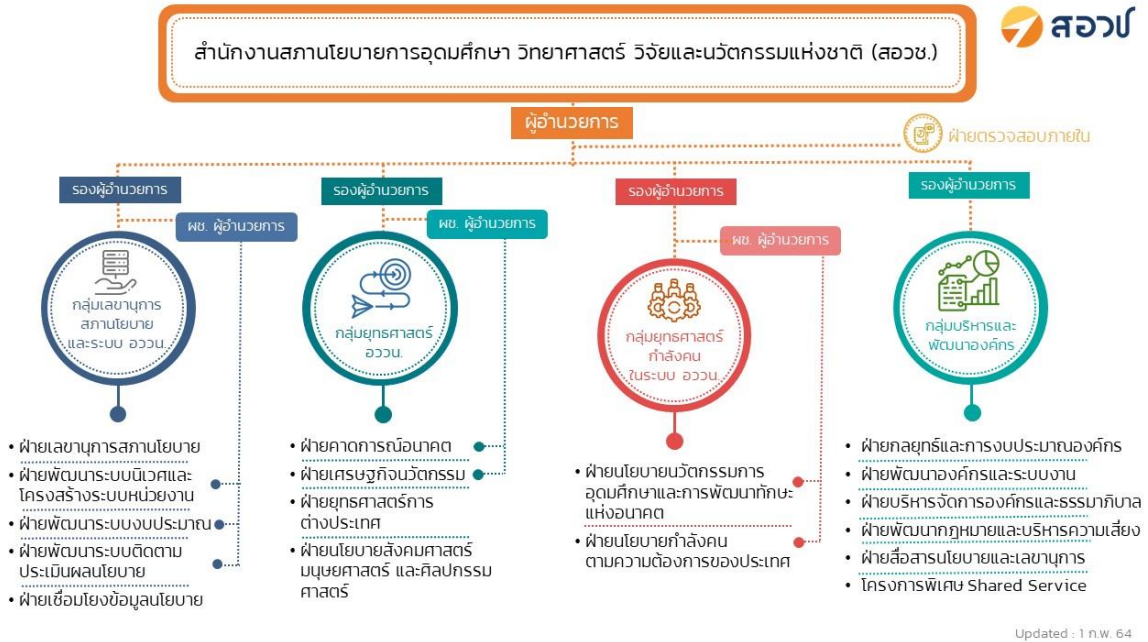 สอวช
สำนักงานสภานโยบายการอุดมศึกษา วิทยาศาสตร์ วิจัยและนวัตกรรมแห่งชาติ (สอวช.)
ผู้อำนวยการ
ฝ่ายตรวจสอบภายใน
รองผู้อำนวยการ
ผช. ผู้อำนวยการ
กลุ่มเลขานุการ
สภานโยบาย
และระบบ อววน.
• ฝ่ายเลขานุการสภานโยบาย
• ฝ่ายพัฒนาระบบนิเวศและ
โครงสร้างระบบหน่วยงาน
• ฝ่ายพัฒนาระบบงบประมาณ
• ฝ่ายพัฒนาระบบติดตาม
ประเมินผลนโยบาย
• ฝ่ายเชื่อมโยงข้อมูลนโยบาย
รองผู้อำนวยการ
ผช. ผู้อำนวยการ
กลุ่มยุทธศาสตร์
อววน.
• ฝ่ายคาดการณ์อนาคต
• ฝ่ายเศรษฐกิจนวัตกรรม
• ฝ่ายยุทธศาสตร์การ
ต่างประเทศ
• ฝ่ายนโยบายสังคมศาสตร์
มนุษยศาสตร์ และศิลปกรรม
ศาสตร์
รองผู้อำนวยการ
ผช. ผู้อำนวยการ
กลุ่มยุทธศาสตร์
กำลังคน
ในระบบ อววน.
• ฝ่ายนโยบายนวัตกรรมการ
อุดมศึกษาและการพัฒนาทักษะ
แห่งอนาคต
• ฝ่ายนโยบายกำลังคน
ตามความต้องการของประเทศ
รองผู้อำนวยการ
กลุ่มบริหารและ
พัฒนาองค์กร
• ฝ่ายกลยุทธ์และการงบประมาณองค์กร
• ฝ่ายพัฒนาองค์กรและระบบงาน
• ฝ่ายบริหารจัดการองค์กรและธรรมาภิบาล
• ฝ่ายพัฒนากฎหมายและบริหารความเสี่ยง
• ฝ่ายสื่อสารนโยบายและเลขานุการ
• โครงการพิเศษ Shared Service
Updated : 1 ก.พ. 64